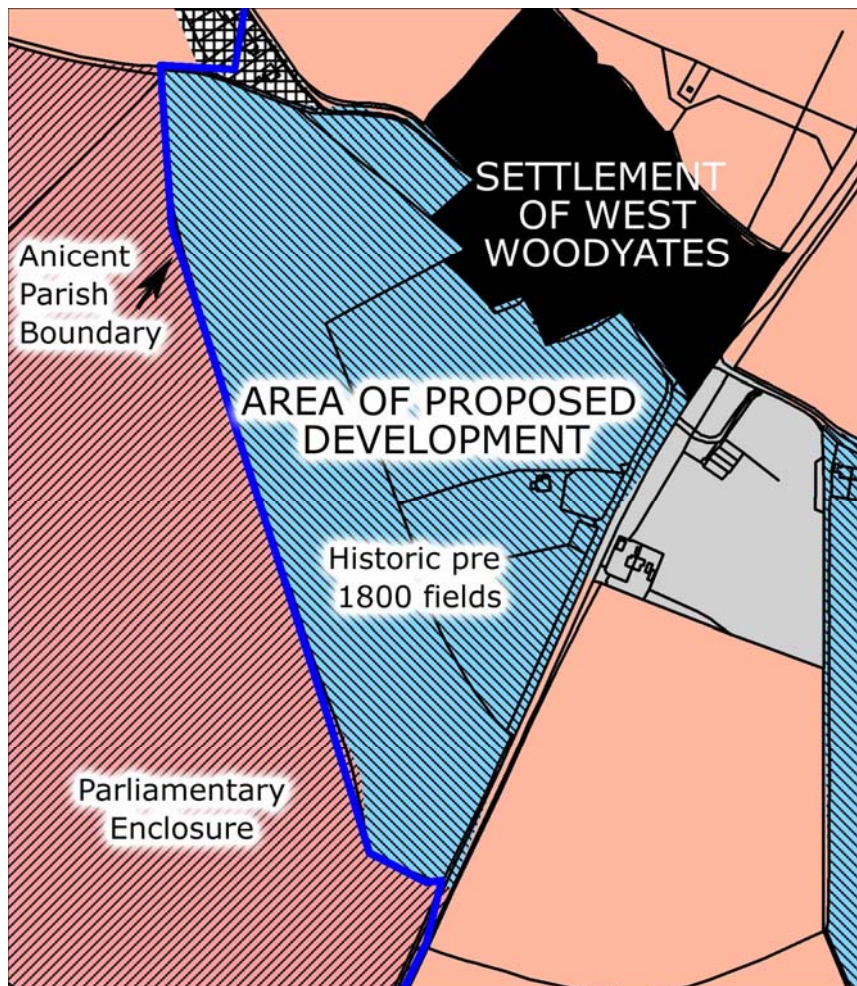 SETTLEMENT
OF WEST
WOODYATES
Anicent
Parish
Boundary
AREA OF PROPOSED
DEVELOPMENT
Historic pre
1800 fields
Parliamentary
Enclosure